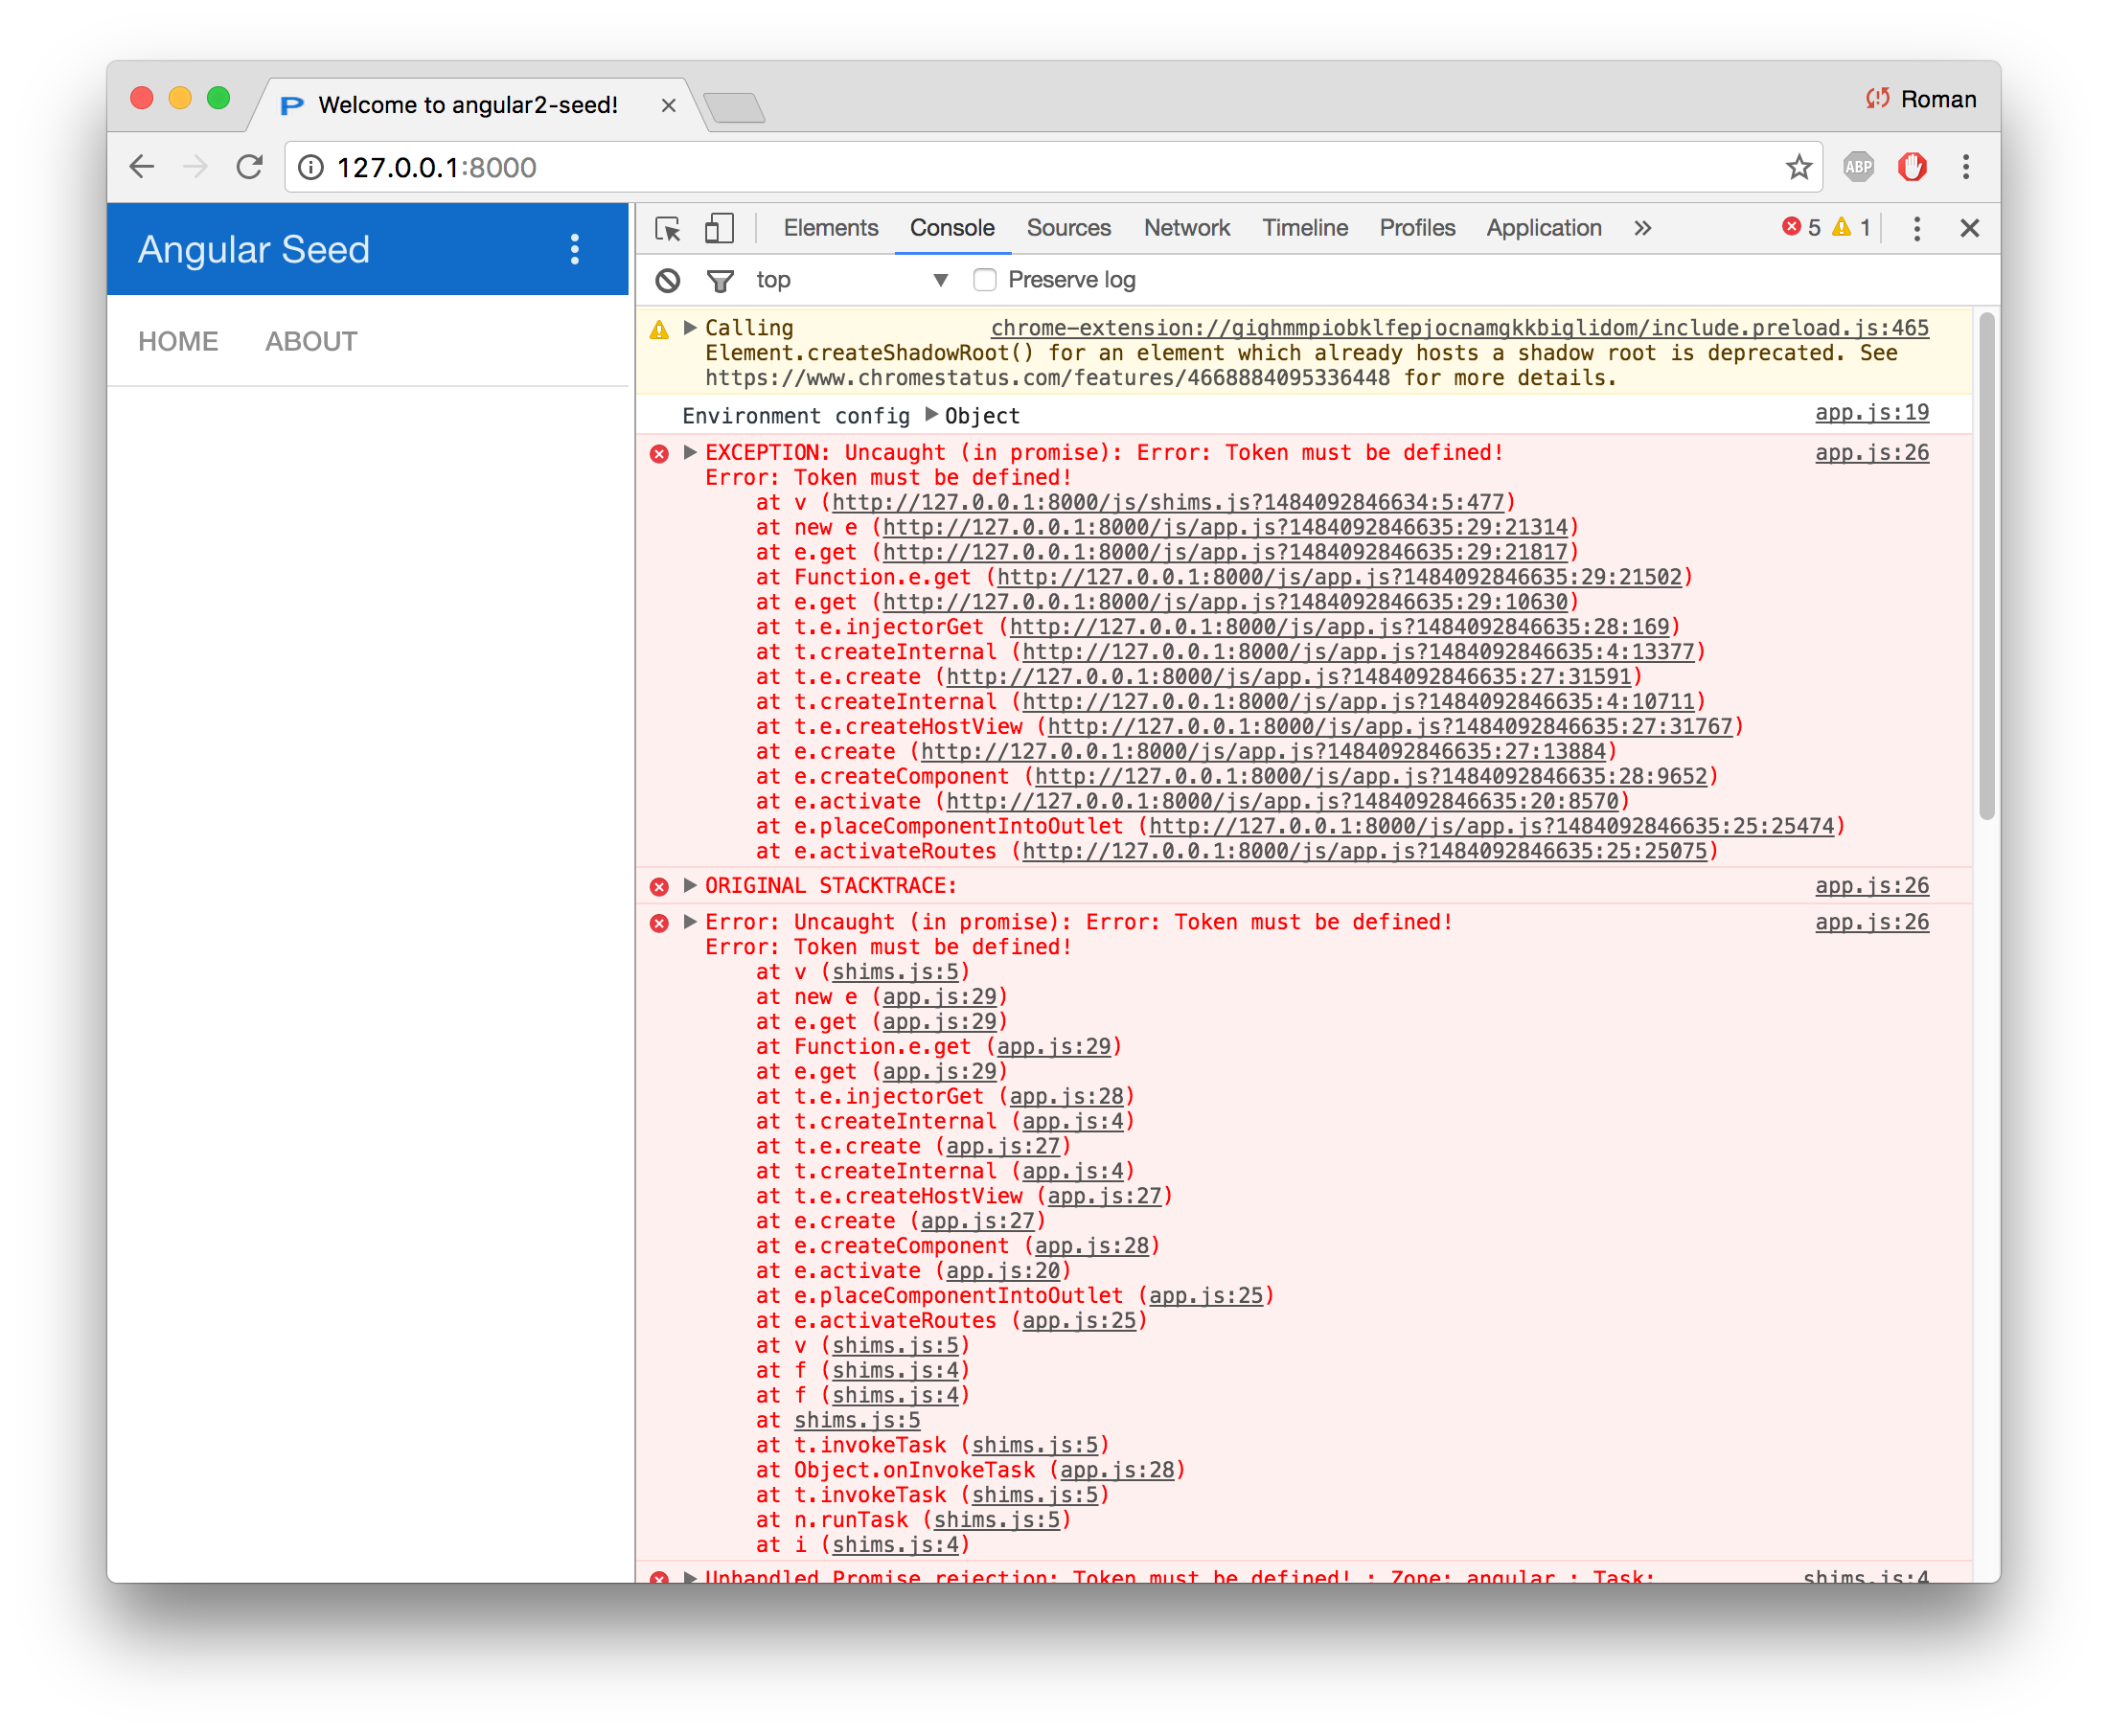 Welcome to angular2-seed!
Roman
127.0.0.1:8000
ABP
Angular Seed
HOME ABOUT
Elements Console Sources Network Timeline Profiles Application » 5 1
top Preserve log
Calling chrome-extension://gighmmpiobklfepjocnamgkkbiglidom/include.preload.js:465
Element.createShadowRoot() for an element which already hosts a shadow root is deprecated. See
https://www.chromestatus.com/features/4668884095336448 for more details.
Environment config Object app.js:19
EXCEPTION: Uncaught (in promise): Error: Token must be defined! app.js:26
Error: Token must be defined!
at v (http://127.0.0.1:8000/js/shims.js?1484092846634:5:477)
at new e (http://127.0.0.1:8000/js/app.js?1484092846635:29:21314)
at e.get (http://127.0.0.1:8000/js/app.js?1484092846635:29:21817)
at Function.e.get (http://127.0.0.1:8000/js/app.js?1484092846635:29:21502)
at e.get (http://127.0.0.1:8000/js/app.js?1484092846635:29:10630)
at t.e.injectorGet (http://127.0.0.1:8000/js/app.js?1484092846635:28:169)
at t.createInternal (http://127.0.0.1:8000/js/app.js?1484092846635:4:13377)
at t.e.create (http://127.0.0.1:8000/js/app.js?1484092846635:27:31591)
at t.createInternal (http://127.0.0.1:8000/js/app.js?1484092846635:4:10711)
at t.e.createHostView (http://127.0.0.1:8000/js/app.js?1484092846635:27:31767)
at e.create (http://127.0.0.1:8000/js/app.js?1484092846635:27:13884)
at e.createComponent (http://127.0.0.1:8000/js/app.js?1484092846635:28:9652)
at e.activate (http://127.0.0.1:8000/js/app.js?1484092846635:20:8570)
at e.placeComponentIntoOutlet (http://127.0.0.1:8000/js/app.js?1484092846635:25:25474)
at e.activateRoutes (http://127.0.0.1:8000/js/app.js?1484092846635:25:25075)
ORIGINAL STACKTRACE: app.js:26
Error: Uncaught (in promise): Error: Token must be defined! app.js:26
Error: Token must be defined!
at v (shims.js:5)
at new e (app.js:29)
at e.get (app.js:29)
at Function.e.get (app.js:29)
at e.get (app.js:29)
at t.e.injectorGet (app.js:28)
at t.createInternal (app.js:4)
at t.e.create (app.js:27)
at t.createInternal (app.js:4)
at t.e.createHostView (app.js:27)
at e.create (app.js:27)
at e.createComponent (app.js:28)
at e.activate (app.js:20)
at e.placeComponentIntoOutlet (app.js:25)
at e.activateRoutes (app.js:25)
at v (shims.js:5)
at f (shims.js:4)
at f (shims.js:4)
at shims.js:5
at t.invokeTask (shims.js:5)
at Object.onInvokeTask (app.js:28)
at t.invokeTask (shims.js:5)
at n.runTask (shims.js:5)
at i (shims.js:4)
Unhandled Promise rejection: Token must be defined! ; Zone: angular ; Task: shims.js:4